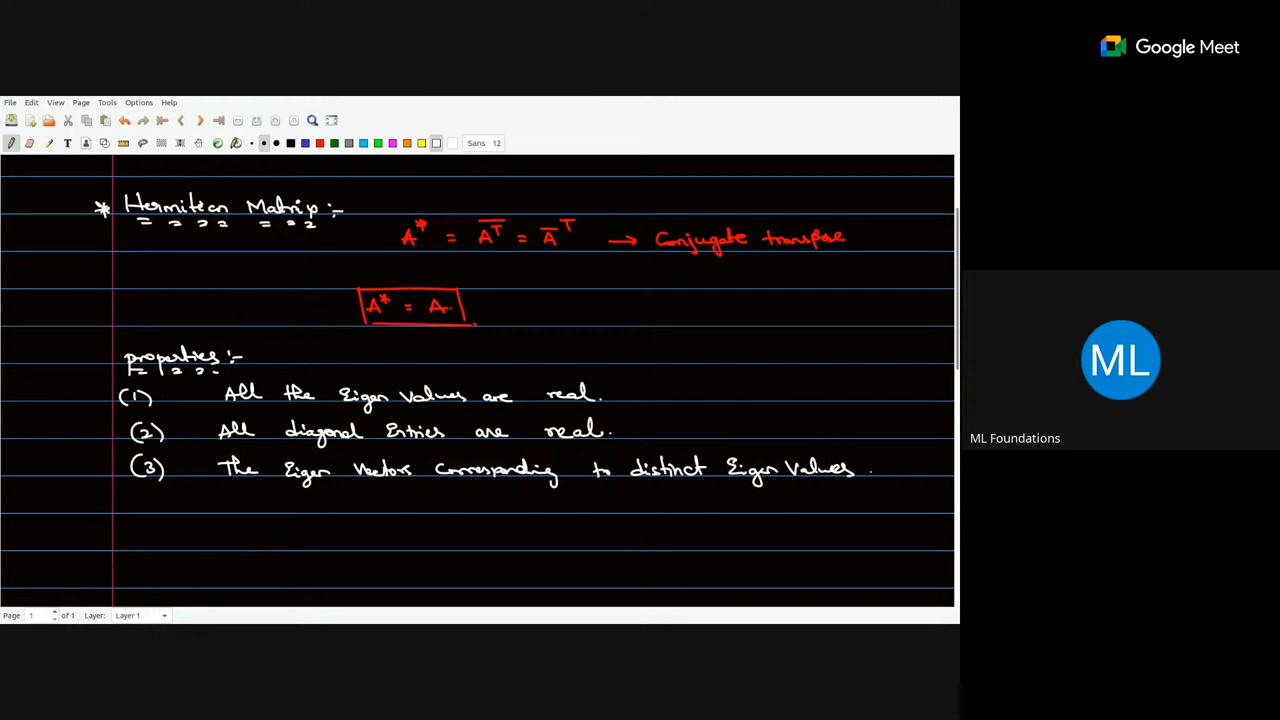 Google Meet
File Edit View Page Tools Options Help
Sans 12
* Hermitian Matrix :-
A* = \overline{A^T} = \overline{A}^T → Conjugate transpose
A* = A.
properties :-
(1) All the Eigen Values are real.
(2) All diagonal Entries are real.
(3) The Eigen Vectors Corresponding to distinct Eigen Values .
ML
ML Foundations
Page 1 of 1 Layer: Layer 1